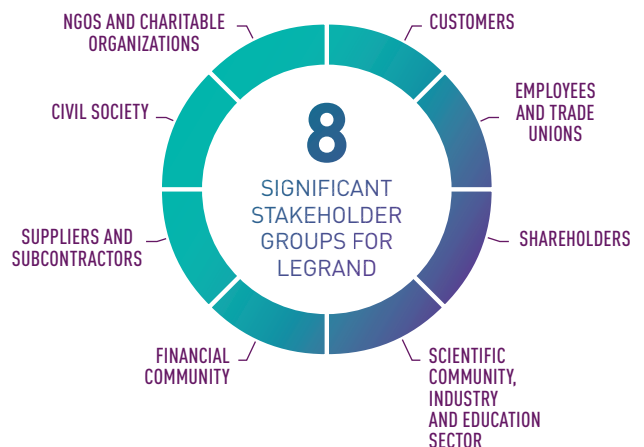 NGOS AND CHARITABLE
ORGANIZATIONS
CUSTOMERS
CIVIL SOCIETY
EMPLOYEES
AND TRADE
UNIONS
8
SIGNIFICANT
STAKEHOLDER
GROUPS FOR
LEGRAND
SUPPLIERS AND
SUBCONTRACTORS
SHAREHOLDERS
FINANCIAL
COMMUNITY
SCIENTIFIC
COMMUNITY,
INDUSTRY
AND EDUCATION
SECTOR